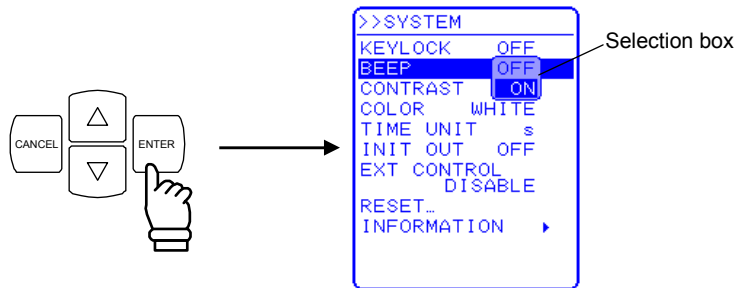 >>SYSTEM
KEYLOCK OFF
BEEP OFF
CONTRAST ON
COLOR WHITE
TIME UNIT s
INIT OUT OFF
EXT CONTROL
DISABLE
RESET…
INFORMATION
Selection box
CANCEL
ENTER